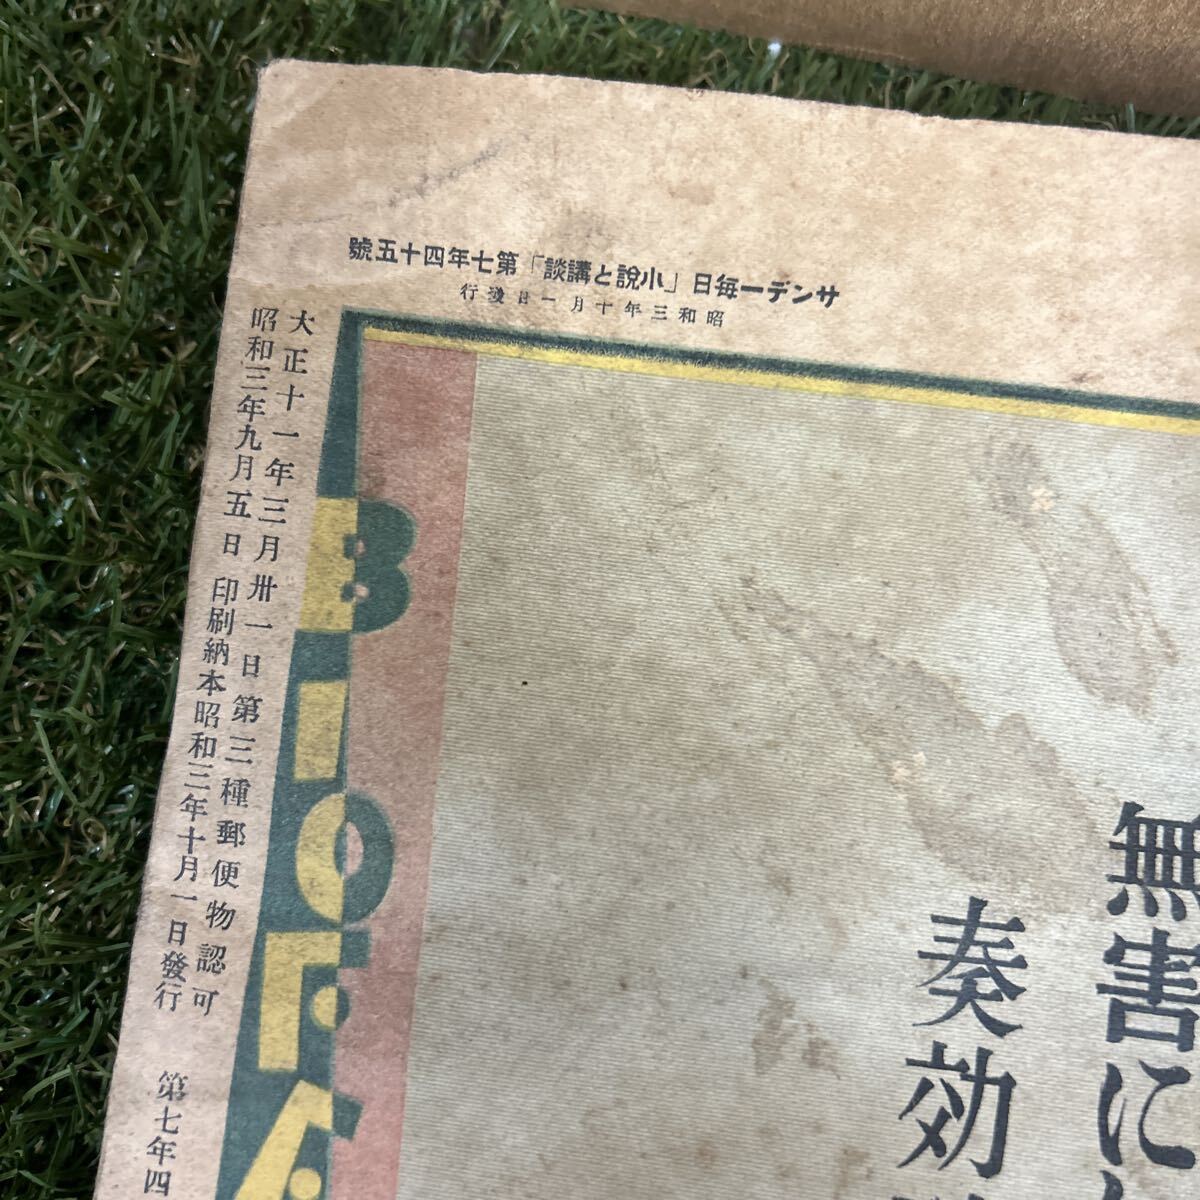 サンデー毎日「小說と講談」第七年四十五號
昭和三年十月一日發行
大正十一年三月卅一日第三種郵便物認可
昭和三年九月五日印刷納本昭和三年十月一日發行　第七年四
BIOFE
無害に
奏効